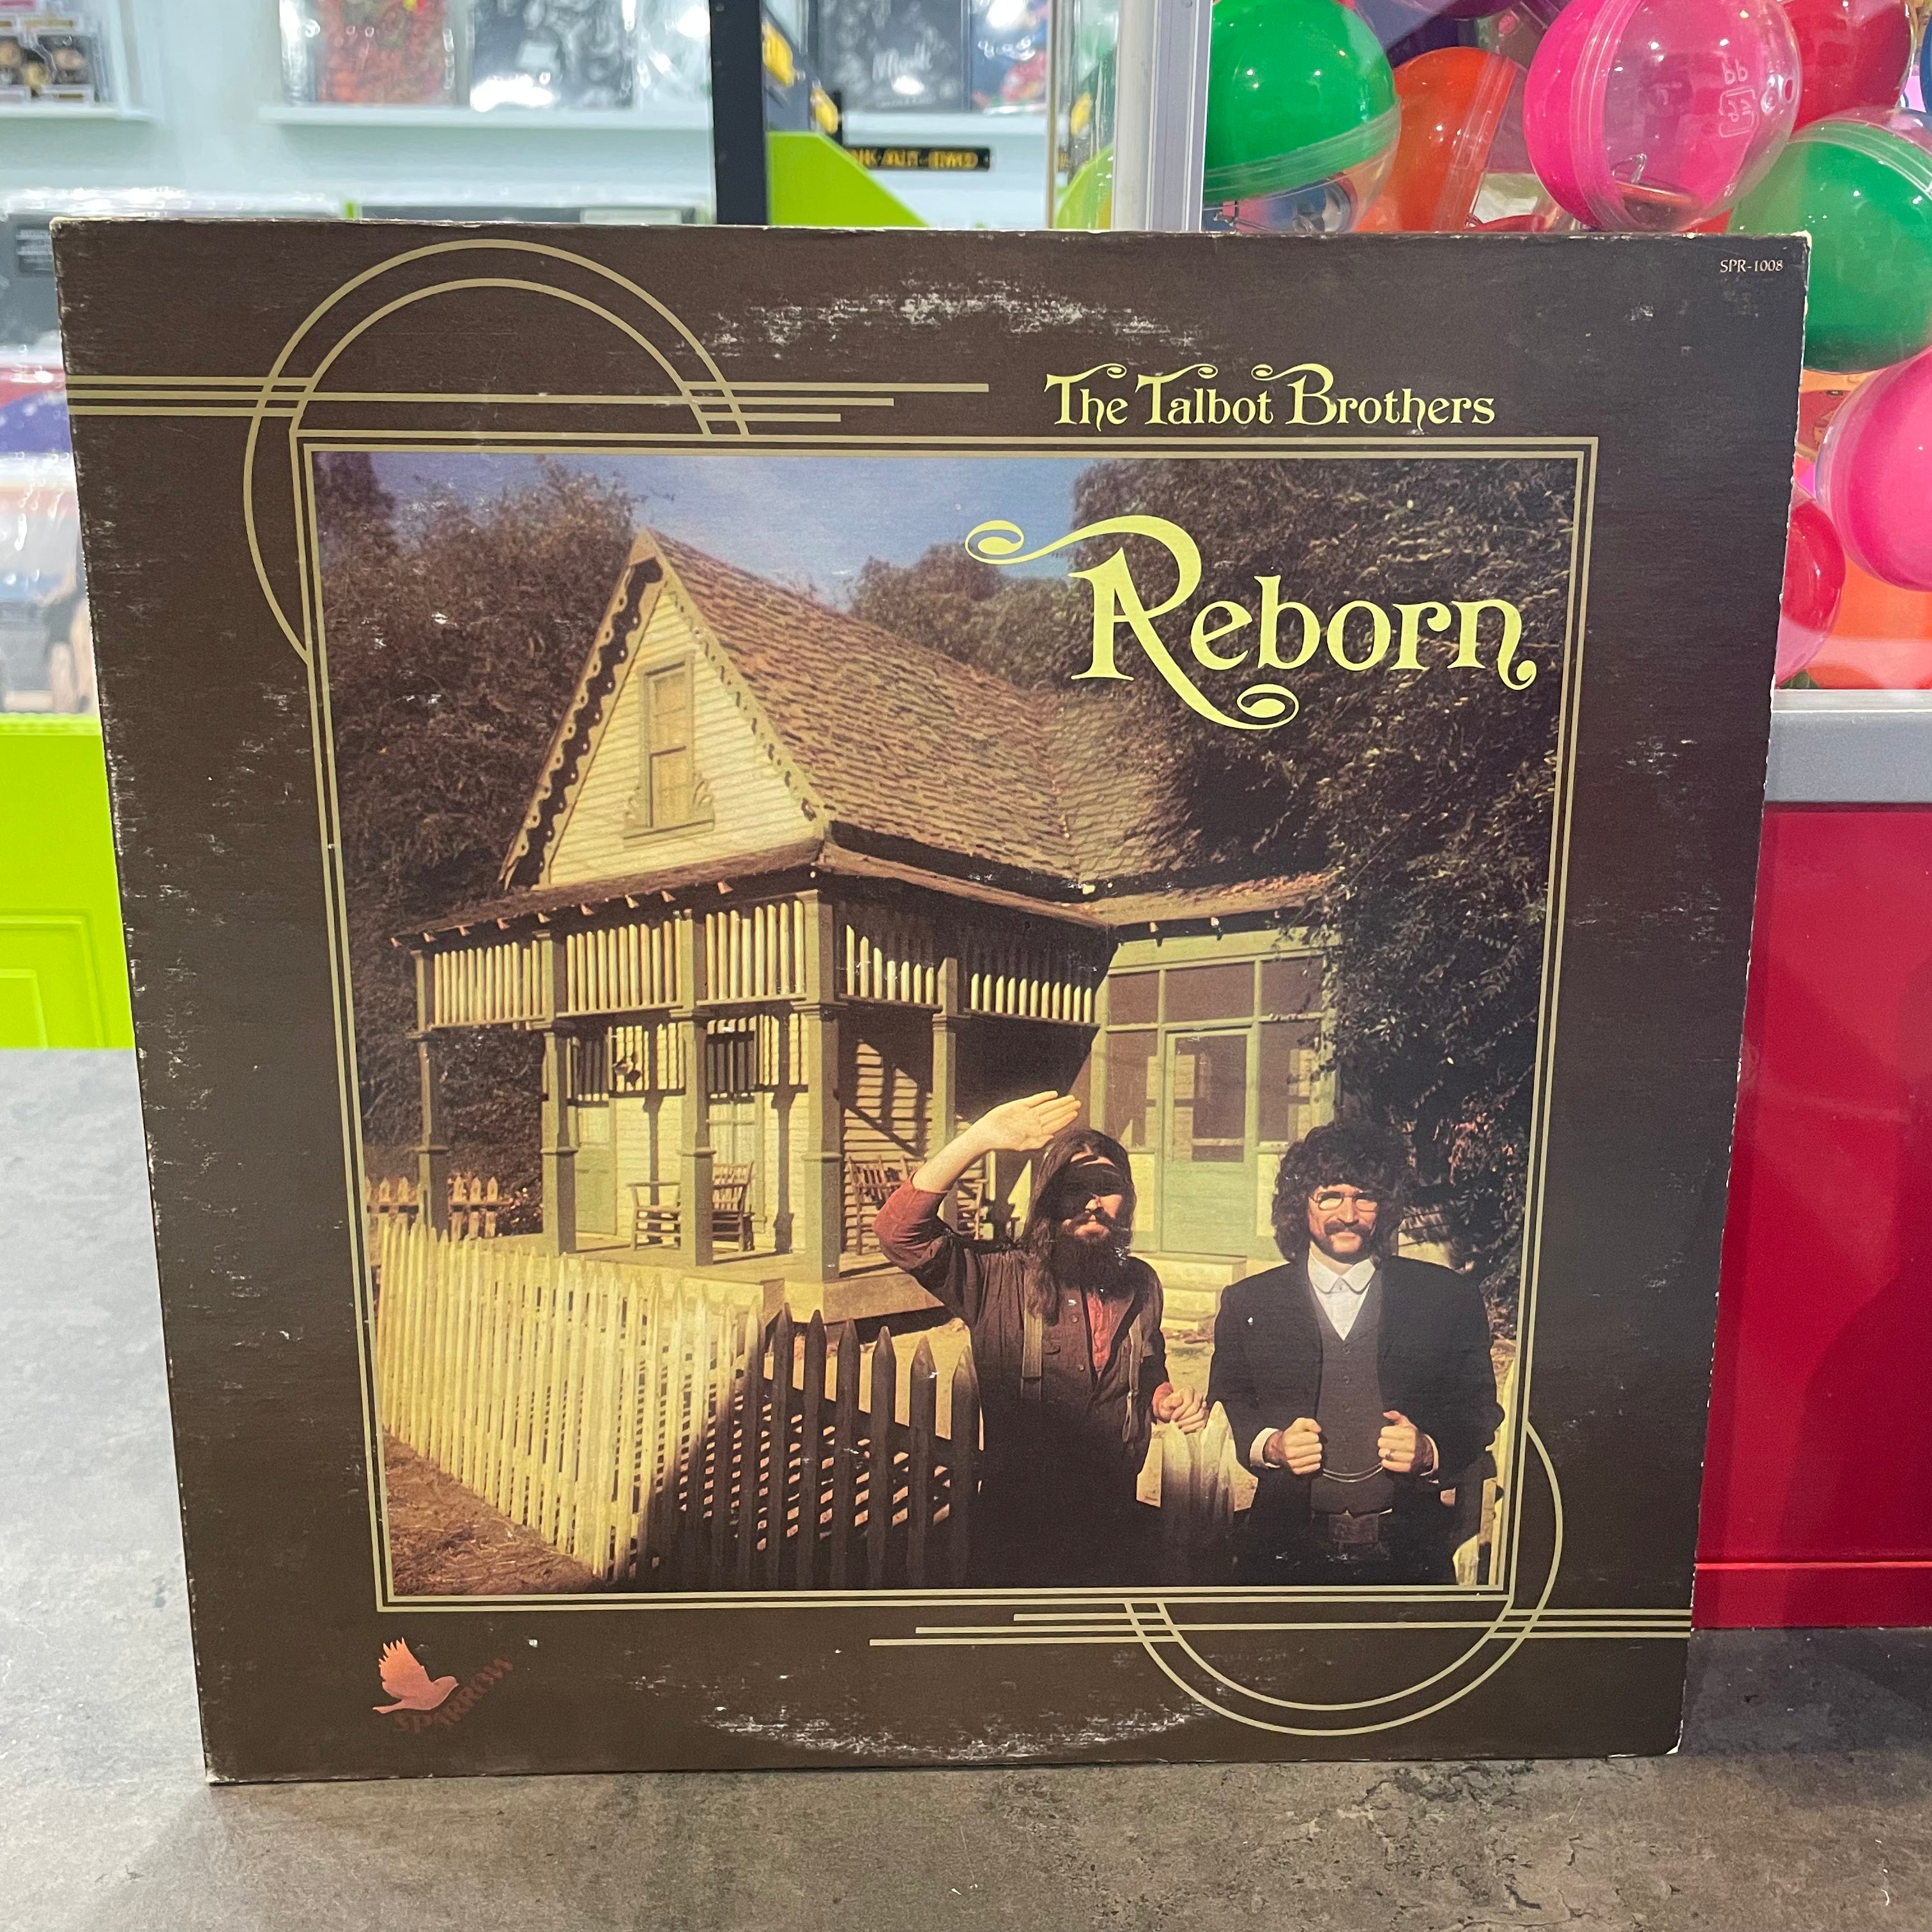 SPR-1008
The Talbot Brothers
Reborn
SPARROW